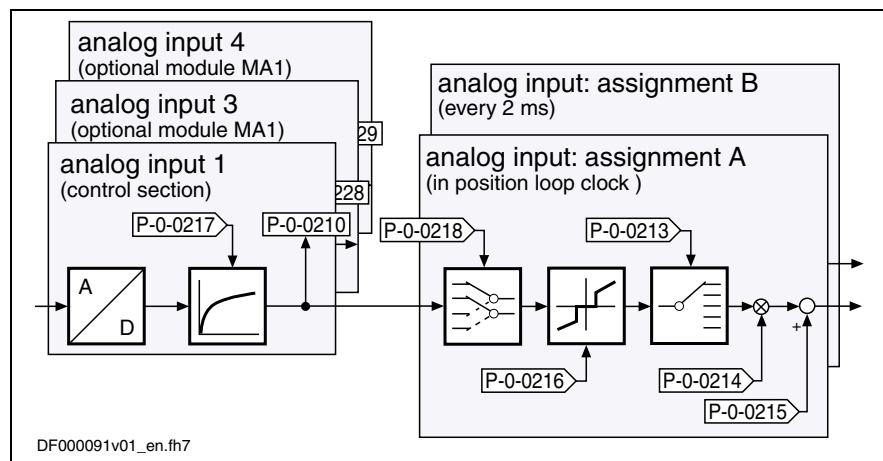 analog input 4
(optional module MA1)
analog input 3
(optional module MA1)
29
analog input 1
(control section)
228
P-0-0217
P-0-0210
A
D
analog input: assignment B
(every 2 ms)
analog input: assignment A
(in position loop clock )
P-0-0218
P-0-0213
P-0-0216
P-0-0214
+
P-0-0215
DF000091v01_en.fh7